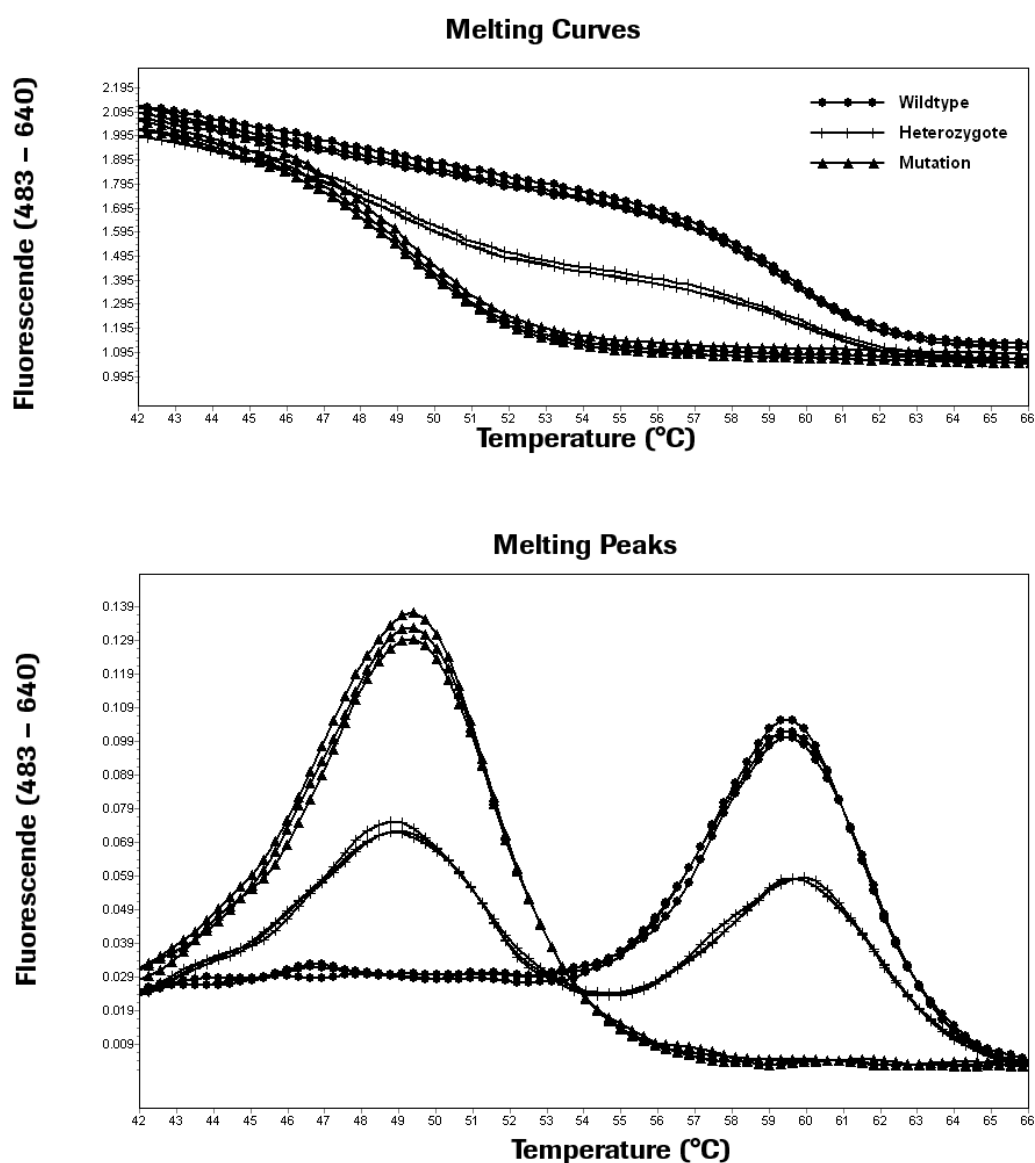 Melting Curves
Fluorescende (483 – 640)
2.195
2.095
1.995
1.895
1.795
1.695
1.595
1.495
1.395
1.295
1.195
1.095
0.995
Wildtype
Heterozygote
Mutation
42 43 44 45 46 47 48 49 50 51 52 53 54 55 56 57 58 59 60 61 62 63 64 65 66
Temperature (°C)
Melting Peaks
Fluorescende (483 – 640)
0.139
0.129
0.119
0.109
0.099
0.089
0.079
0.069
0.059
0.049
0.039
0.029
0.019
0.009
42 43 44 45 46 47 48 49 50 51 52 53 54 55 56 57 58 59 60 61 62 63 64 65 66
Temperature (°C)